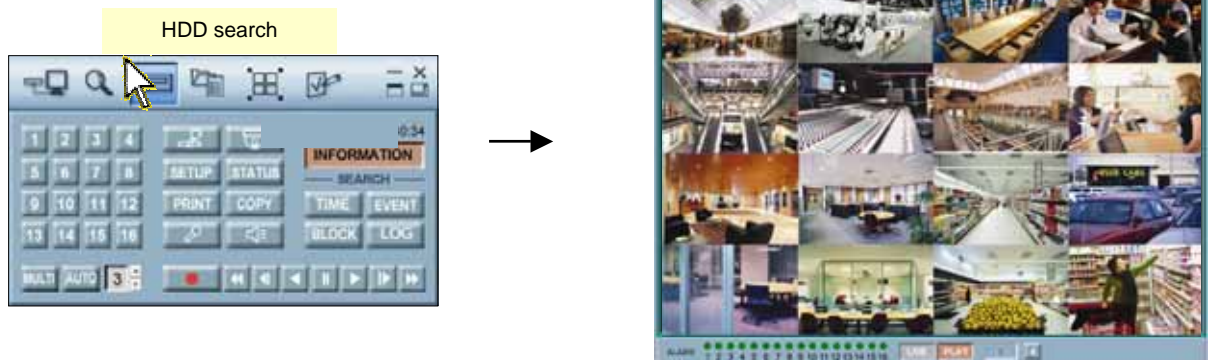 HDD search
0:34
1 2 3 4
INFORMATION
5 6 7 8 SETUP STATUS
SEARCH
9 10 11 12 PRINT COPY TIME EVENT
13 14 15 16 BLOCK LOG
MULTI AUTO 3
ALARM 1 2 3 4 5 6 7 8 9 10 11 12 13 14 15 16 LIVE PLAY